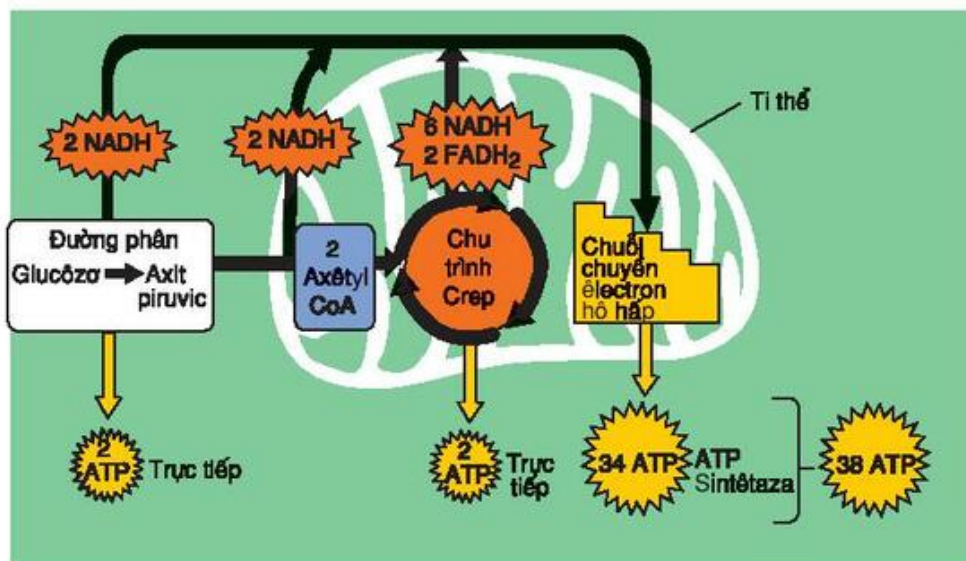 2 NADH
2 NADH
6 NADH
2 FADH₂
Ti thể
Đường phân
Glucôzơ
Axit
piruvic
2
Axêtyl
CoA
Chu
trình
Crep
Chuỗi
chuyền
êlectron
hô hấp
2
ATP
Trực tiếp
2
ATP
Trực
tiếp
34 ATP
ATP
Sintêtaza
38 ATP